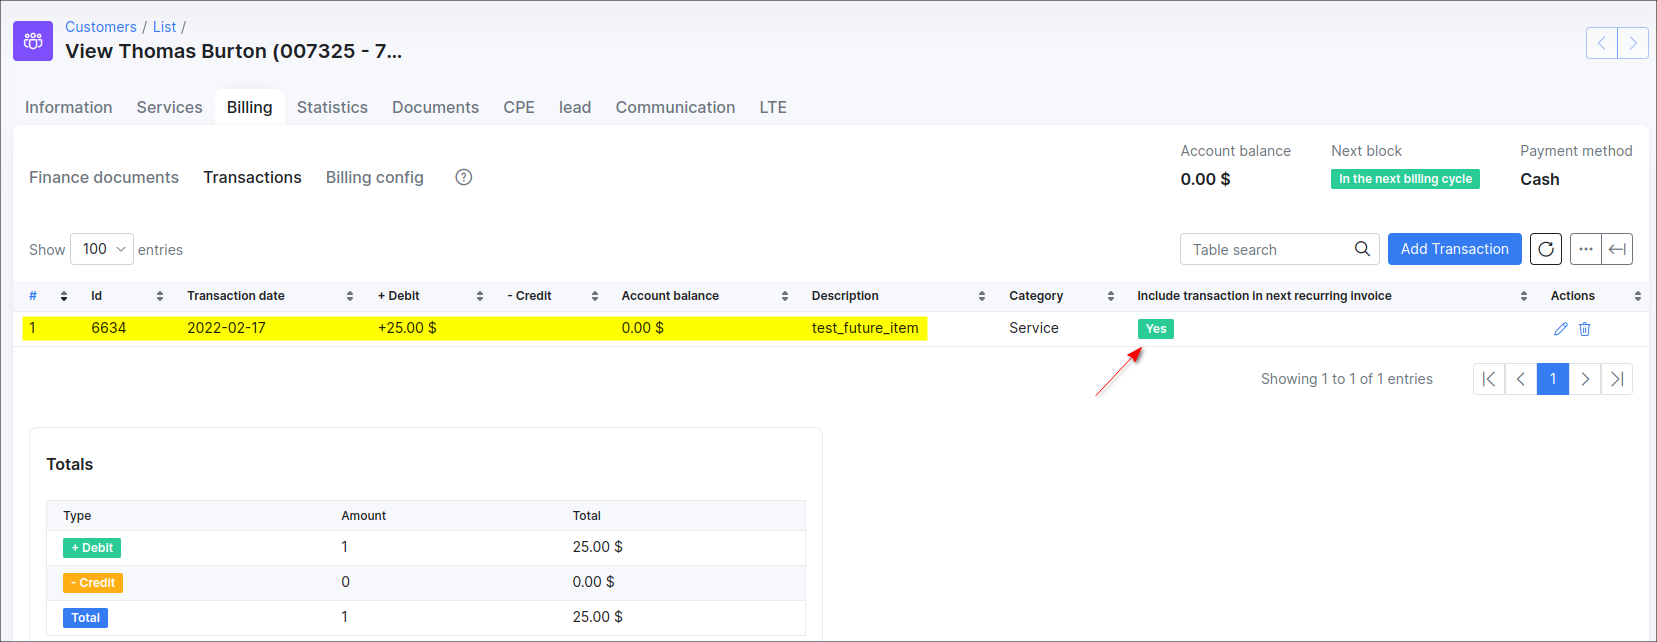 Customers / List /
View Thomas Burton (007325 - 7...
Information Services Billing Statistics Documents CPE lead Communication LTE
Account balance Next block Payment method
Finance documents Transactions Billing config ?
0.00 $ In the next billing cycle Cash
Show 100 entries Table search Add Transaction ...
# Id Transaction date + Debit - Credit Account balance Description Category Include transaction in next recurring invoice Actions
1 6634 2022-02-17 +25.00 $ 0.00 $ test_future_item Service Yes
Showing 1 to 1 of 1 entries 1
Totals
Type Amount Total
+ Debit 1 25.00 $
- Credit 0 0.00 $
Total 1 25.00 $